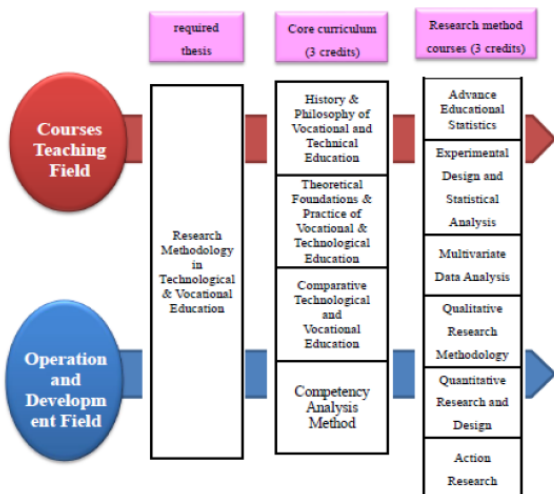 required
thesis
Core curriculum
(3 credits)
Research method
courses (3 credits)
Courses
Teaching
Field
Operation
and
Developm
ent Field
Research
Methodology
in
Technological
& Vocational
Education
History &
Philosophy of
Vocational and
Technical
Education
Theoretical
Foundations &
Practice of
Vocational &
Technological
Education
Comparative
Technological
and
Vocational
Education
Competency
Analysis
Method
Advance
Educational
Statistics
Experimental
Design and
Statistical
Analysis
Multivariate
Data Analysis
Qualitative
Research
Methodology
Quantitative
Research and
Design
Action
Research